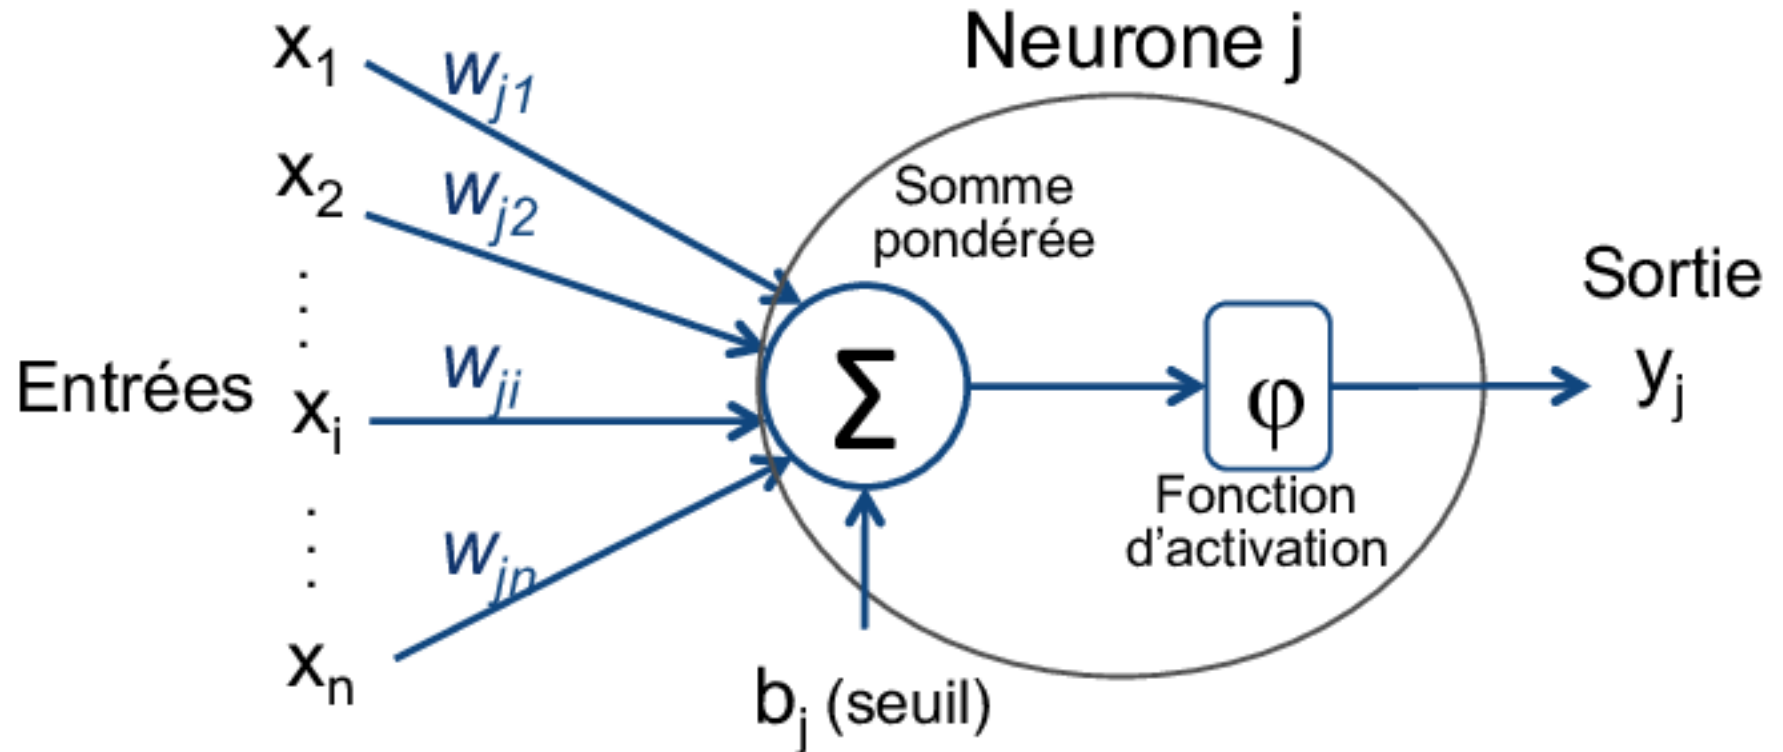 Neurone j
x1
wj1
x2
wj2
Somme
pondérée
Sortie
.
.
.
Entrées
xi
wji
Σ
φ
yj
Fonction
d'activation
.
.
.
wjn
xn
bj (seuil)